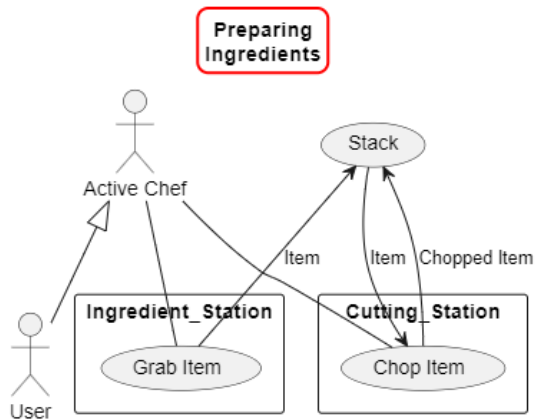 Preparing
Ingredients
Stack
Active Chef
Item
Item
Chopped Item
Ingredient_Station
Cutting_Station
Grab Item
Chop Item
User